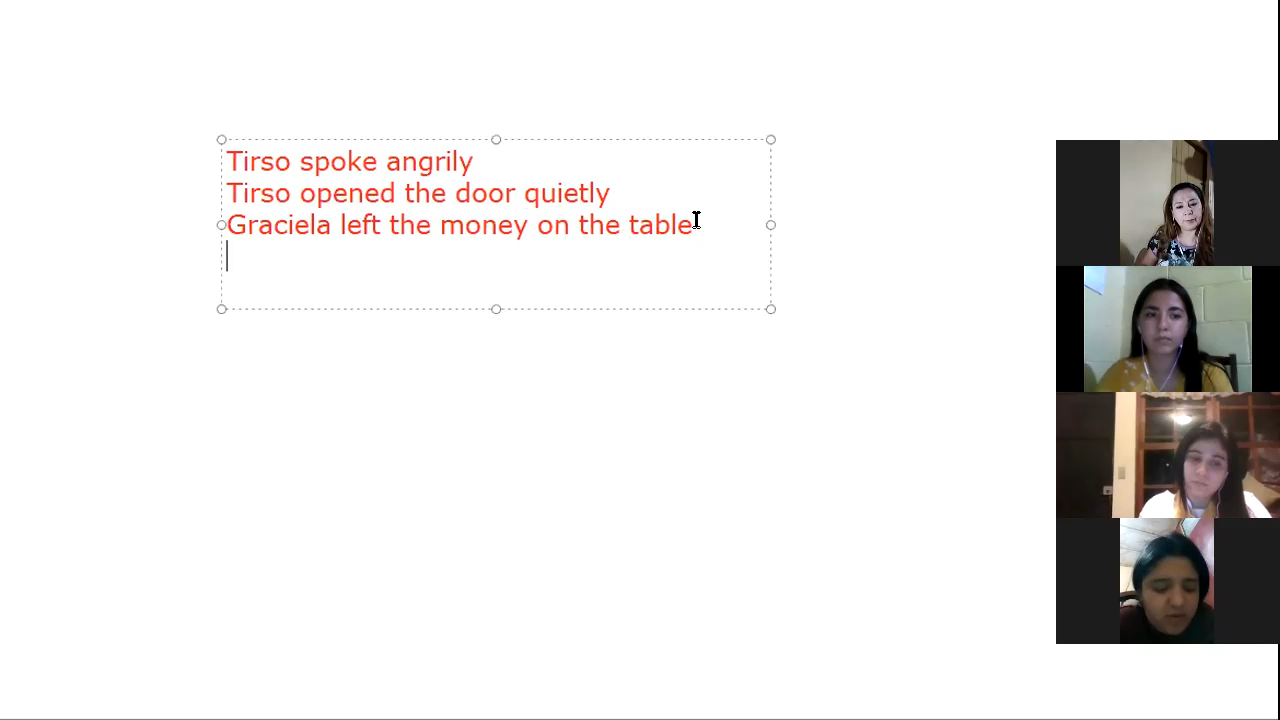 Tirso spoke angrily
Tirso opened the door quietly
Graciela left the money on the table